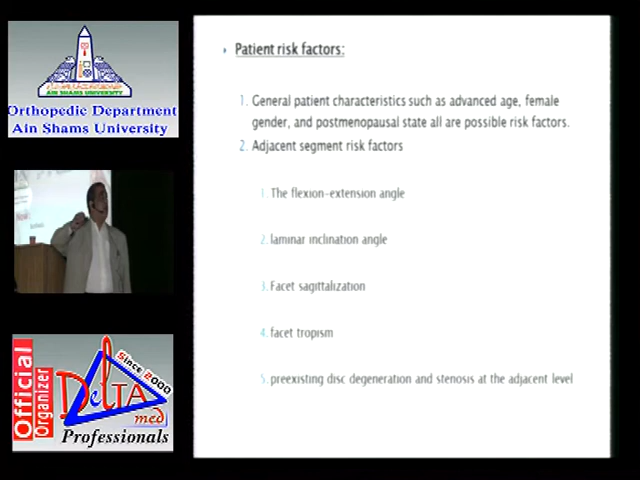 AIN SHAMS UNIVERSITY
Orthopedic Department
Ain Shams University
Official
Organizer
Since 2000
DeLTA
med
Professionals
Patient risk factors:
1. General patient characteristics such as advanced age, female
gender, and postmenopausal state all are possible risk factors.
2. Adjacent segment risk factors
1. The flexion-extension angle
2. laminar inclination angle
3. Facet sagittalization
4. facet tropism
5. preexisting disc degeneration and stenosis at the adjacent level